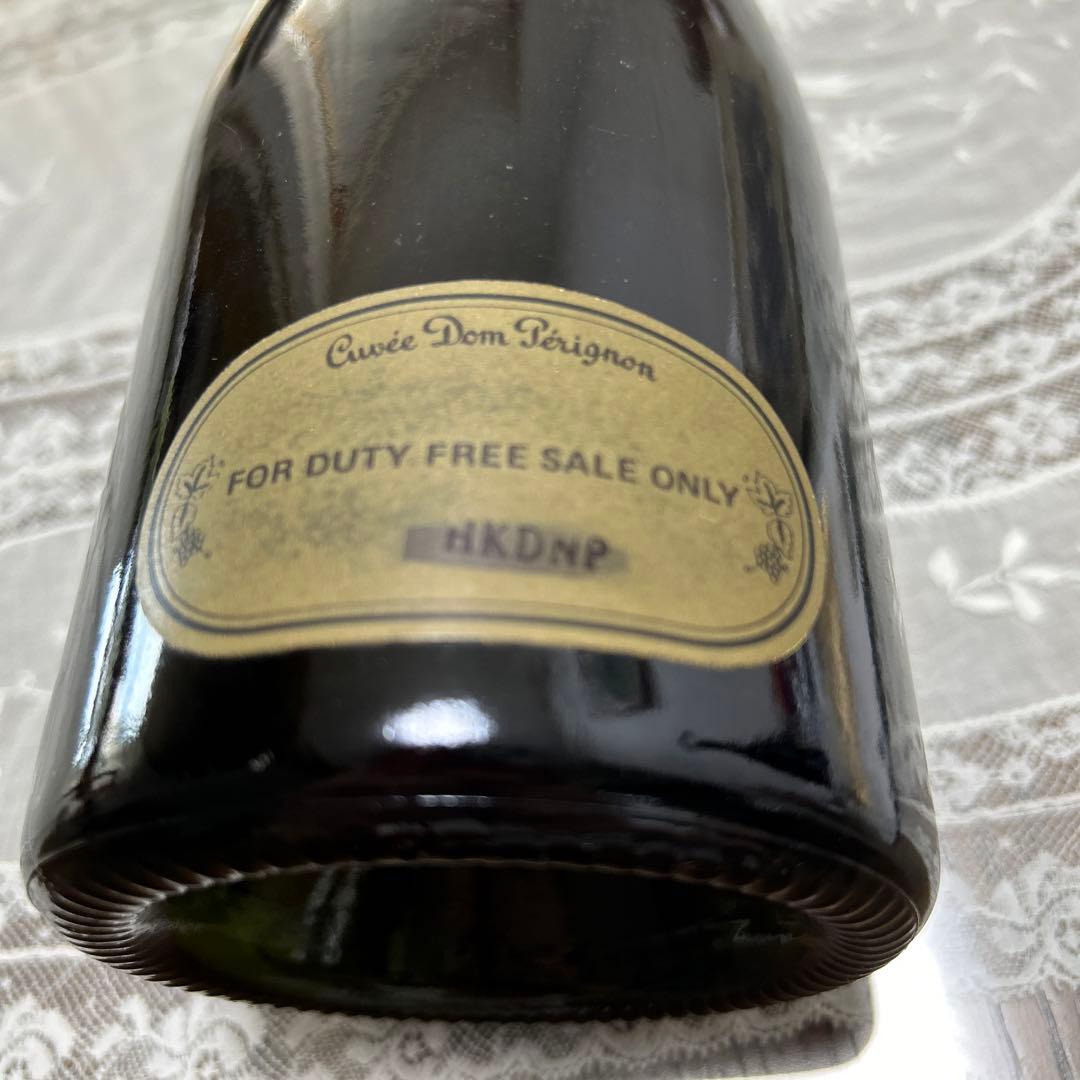 Cuvée Dom Pérignon
FOR DUTY FREE SALE ONLY
HKDNP